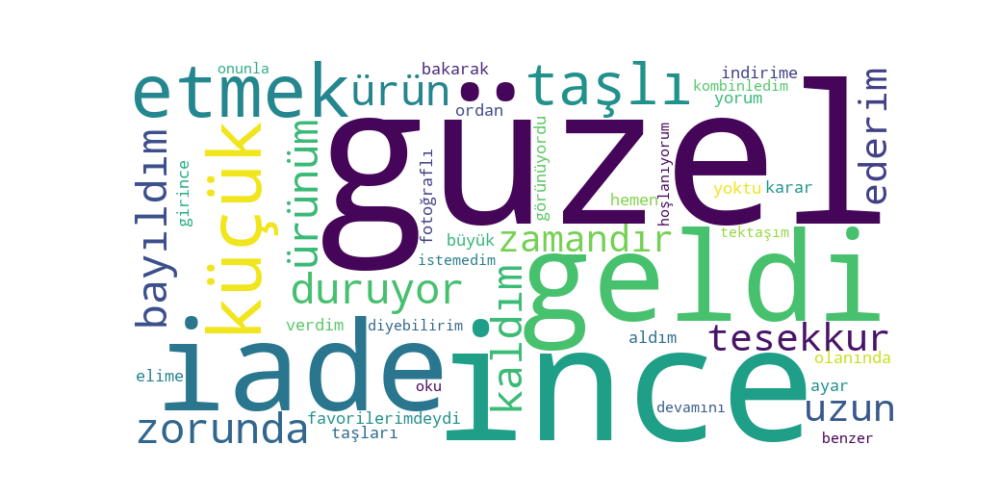 onunla
etmek
ürün
bakarak
ordan
taşlı
indirime
kombinledim
yorum
ederim
güzel
bayıldım
girince
küçük
ürünüm
fotoğraflı
görünüyordu
hemen
hoşlanıyorum
yoktu
karar
büyük
zamandır
tektaşım
istemedim
duruyor
geldi
kaldım
verdim
diyebilirim
aldım
tesekkur
olanında
iade
ince
elime
oku
ayar
devamını
uzun
zorunda
favorilerimdeydi
taşları
benzer